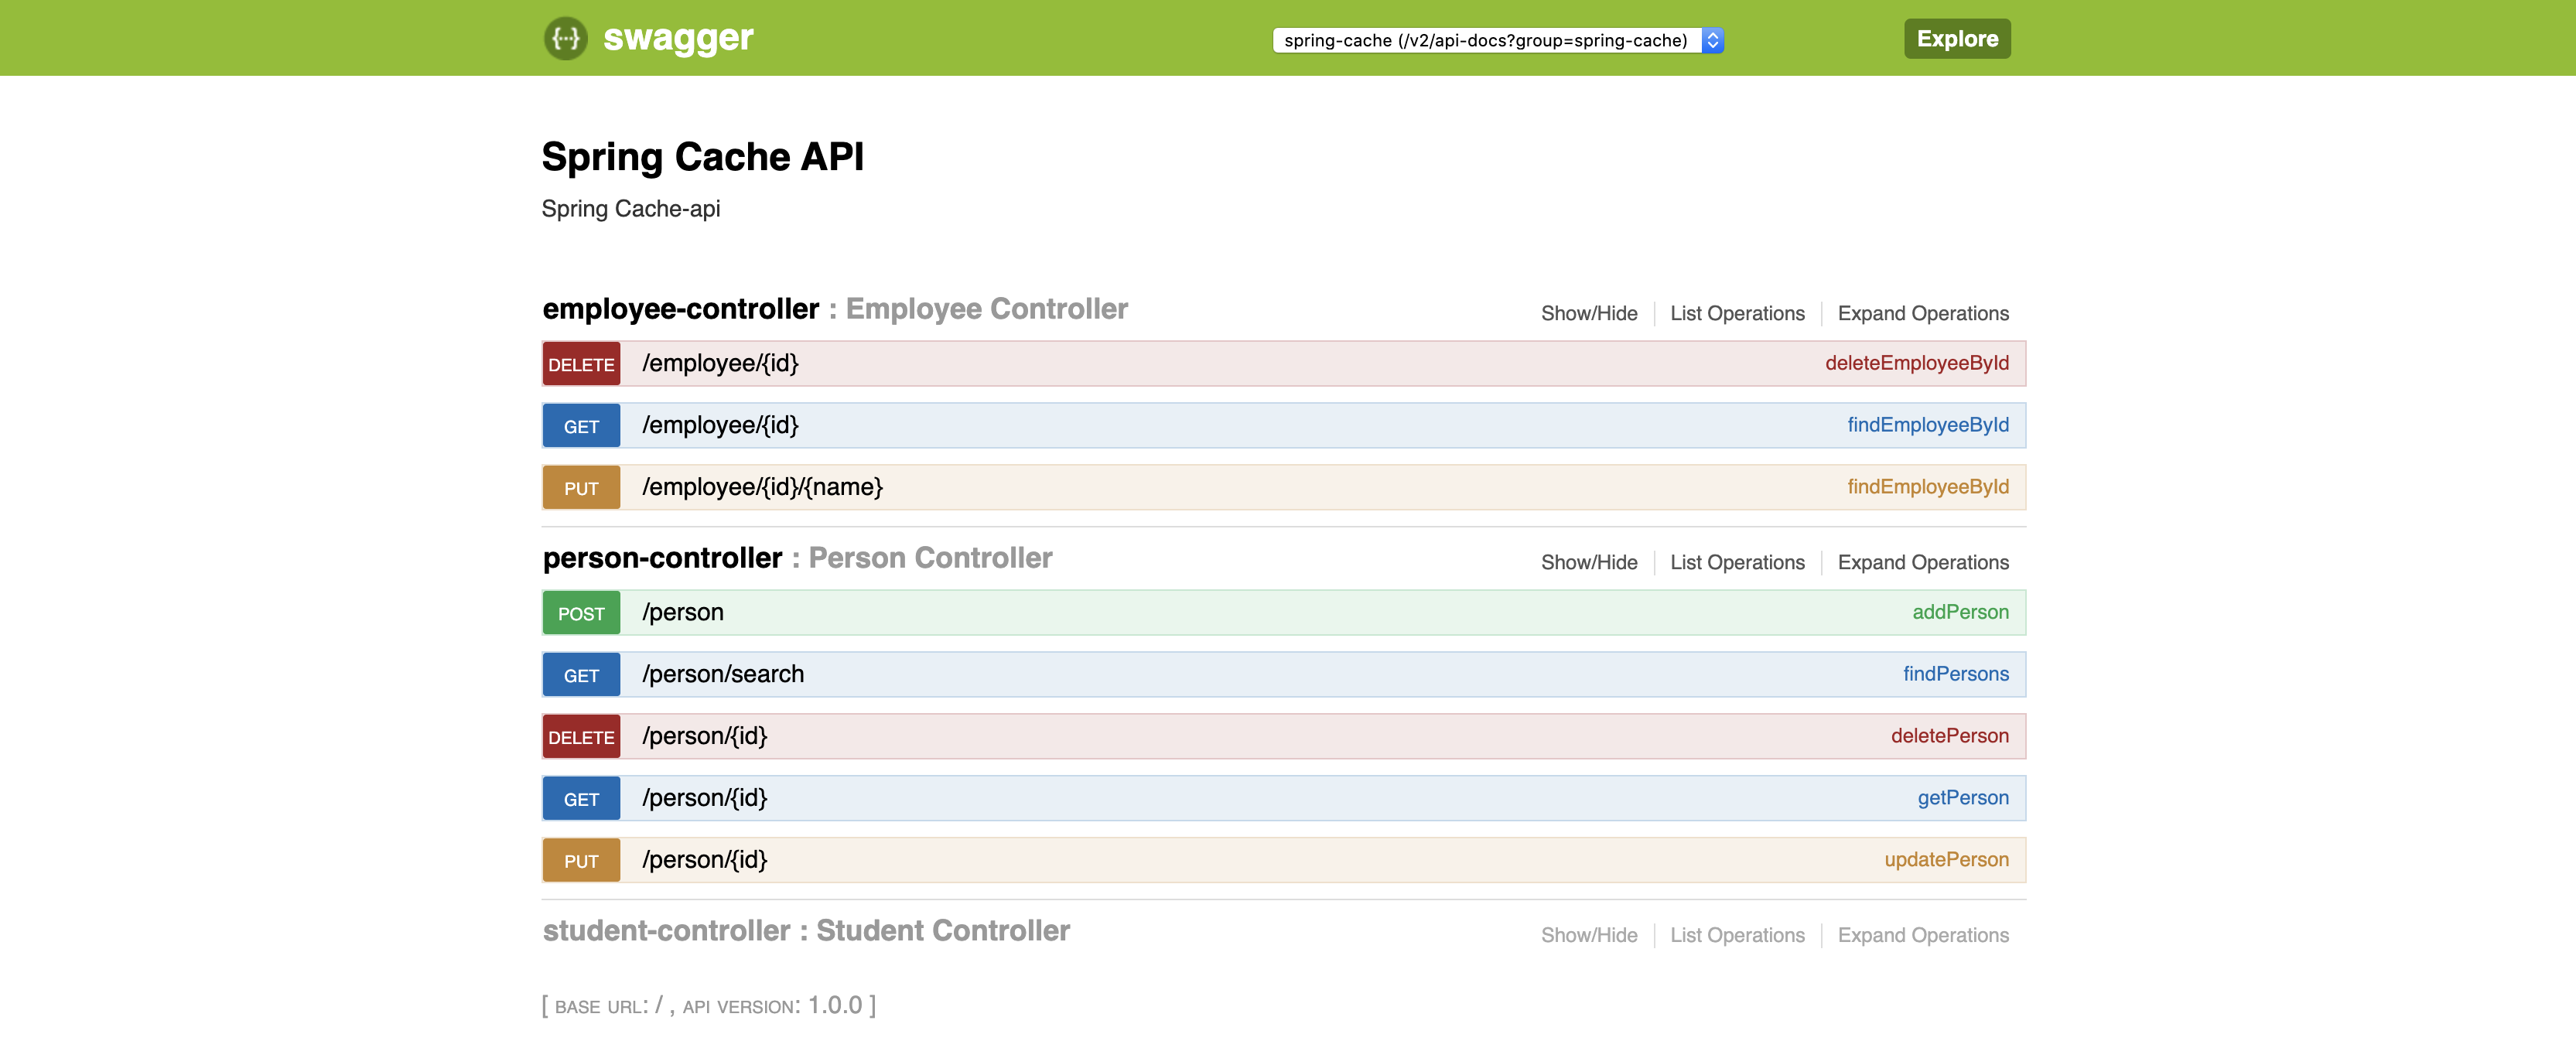 {···} swagger spring-cache (/v2/api-docs?group=spring-cache) Explore
Spring Cache API
Spring Cache-api
employee-controller : Employee Controller Show/Hide List Operations Expand Operations
DELETE /employee/{id} deleteEmployeeById
GET /employee/{id} findEmployeeById
PUT /employee/{id}/{name} findEmployeeById
person-controller : Person Controller Show/Hide List Operations Expand Operations
POST /person addPerson
GET /person/search findPersons
DELETE /person/{id} deletePerson
GET /person/{id} getPerson
PUT /person/{id} updatePerson
student-controller : Student Controller Show/Hide List Operations Expand Operations
[ BASE URL: / , API VERSION: 1.0.0 ]